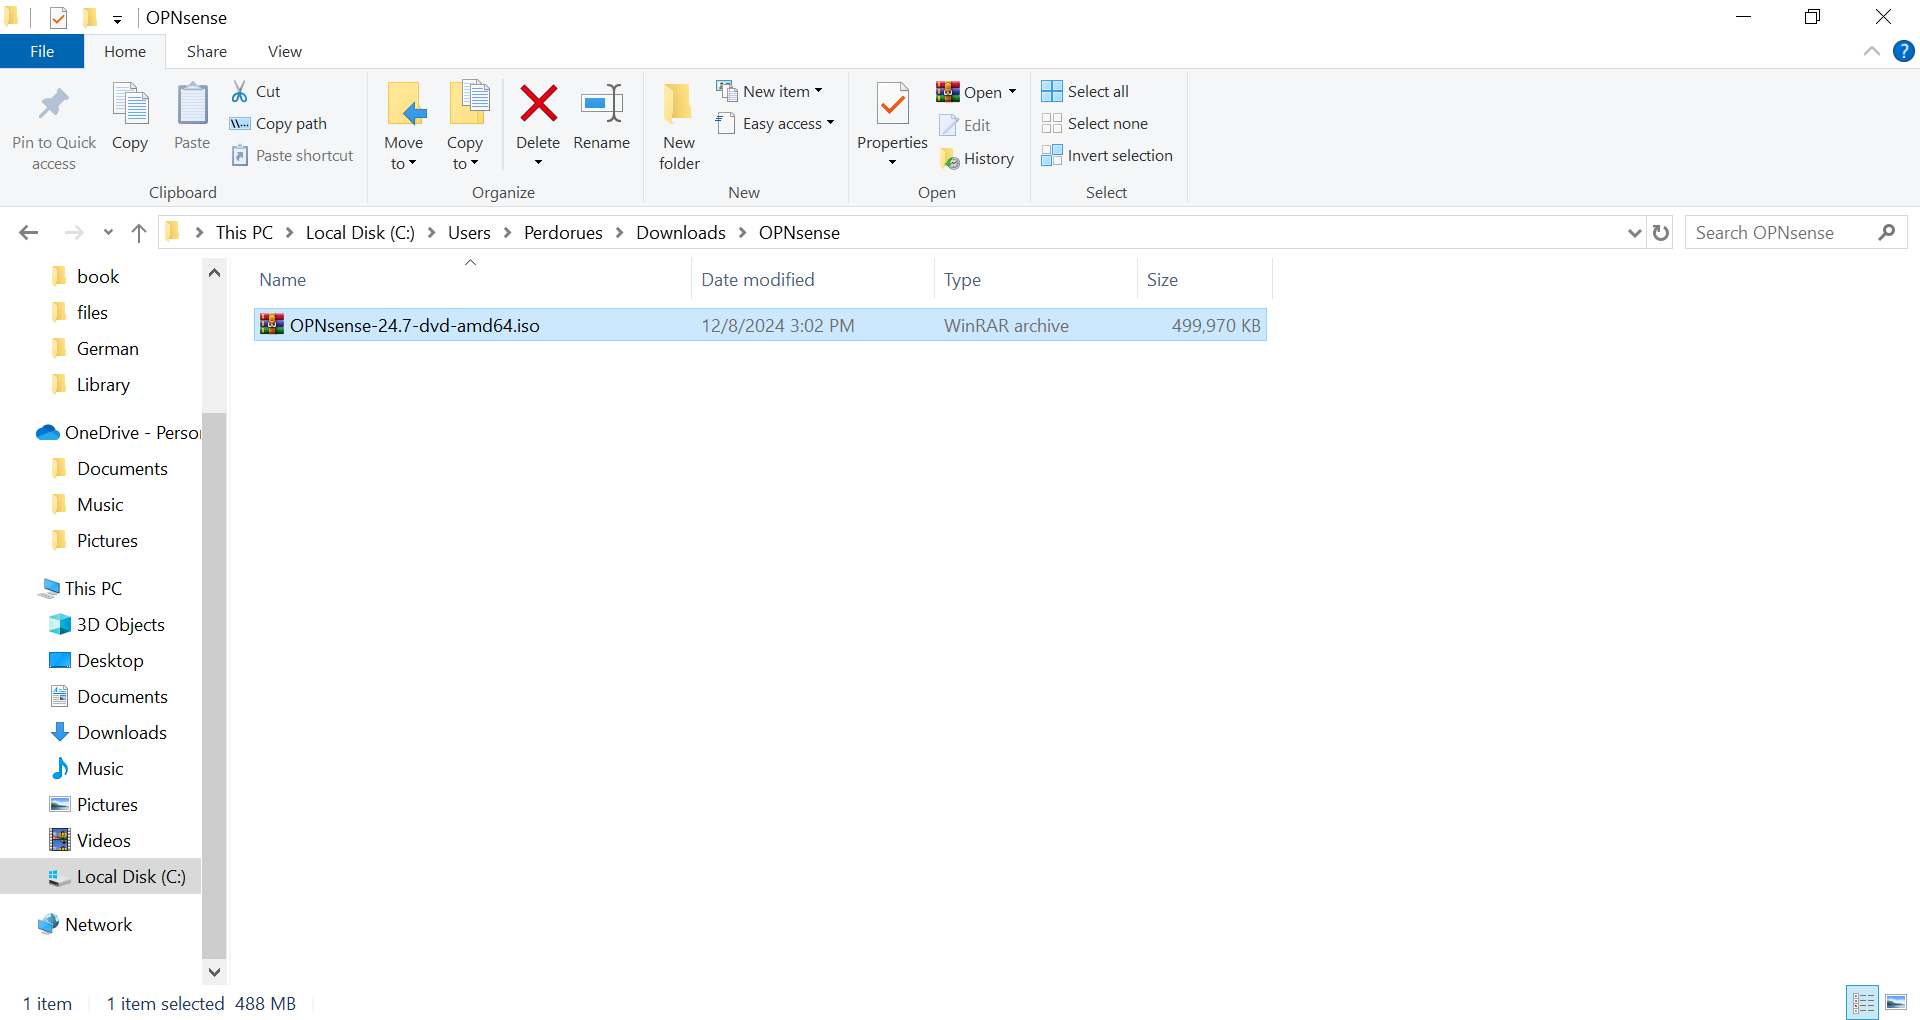 OPNsense
File Home Share View
Pin to Quick access
Copy
Paste
Cut
Copy path
Paste shortcut
Clipboard
Move to
Copy to
Delete
Rename
Organize
New folder
New item
Easy access
New
Properties
Open
Edit
History
Open
Select all
Select none
Invert selection
Select
This PC > Local Disk (C:) > Users > Perdorues > Downloads > OPNsense
Search OPNsense
book
files
German
Library
OneDrive - Person
Documents
Music
Pictures
This PC
3D Objects
Desktop
Documents
Downloads
Music
Pictures
Videos
Local Disk (C:)
Network
Name Date modified Type Size
OPNsense-24.7-dvd-amd64.iso 12/8/2024 3:02 PM WinRAR archive 499,970 KB
1 item 1 item selected 488 MB